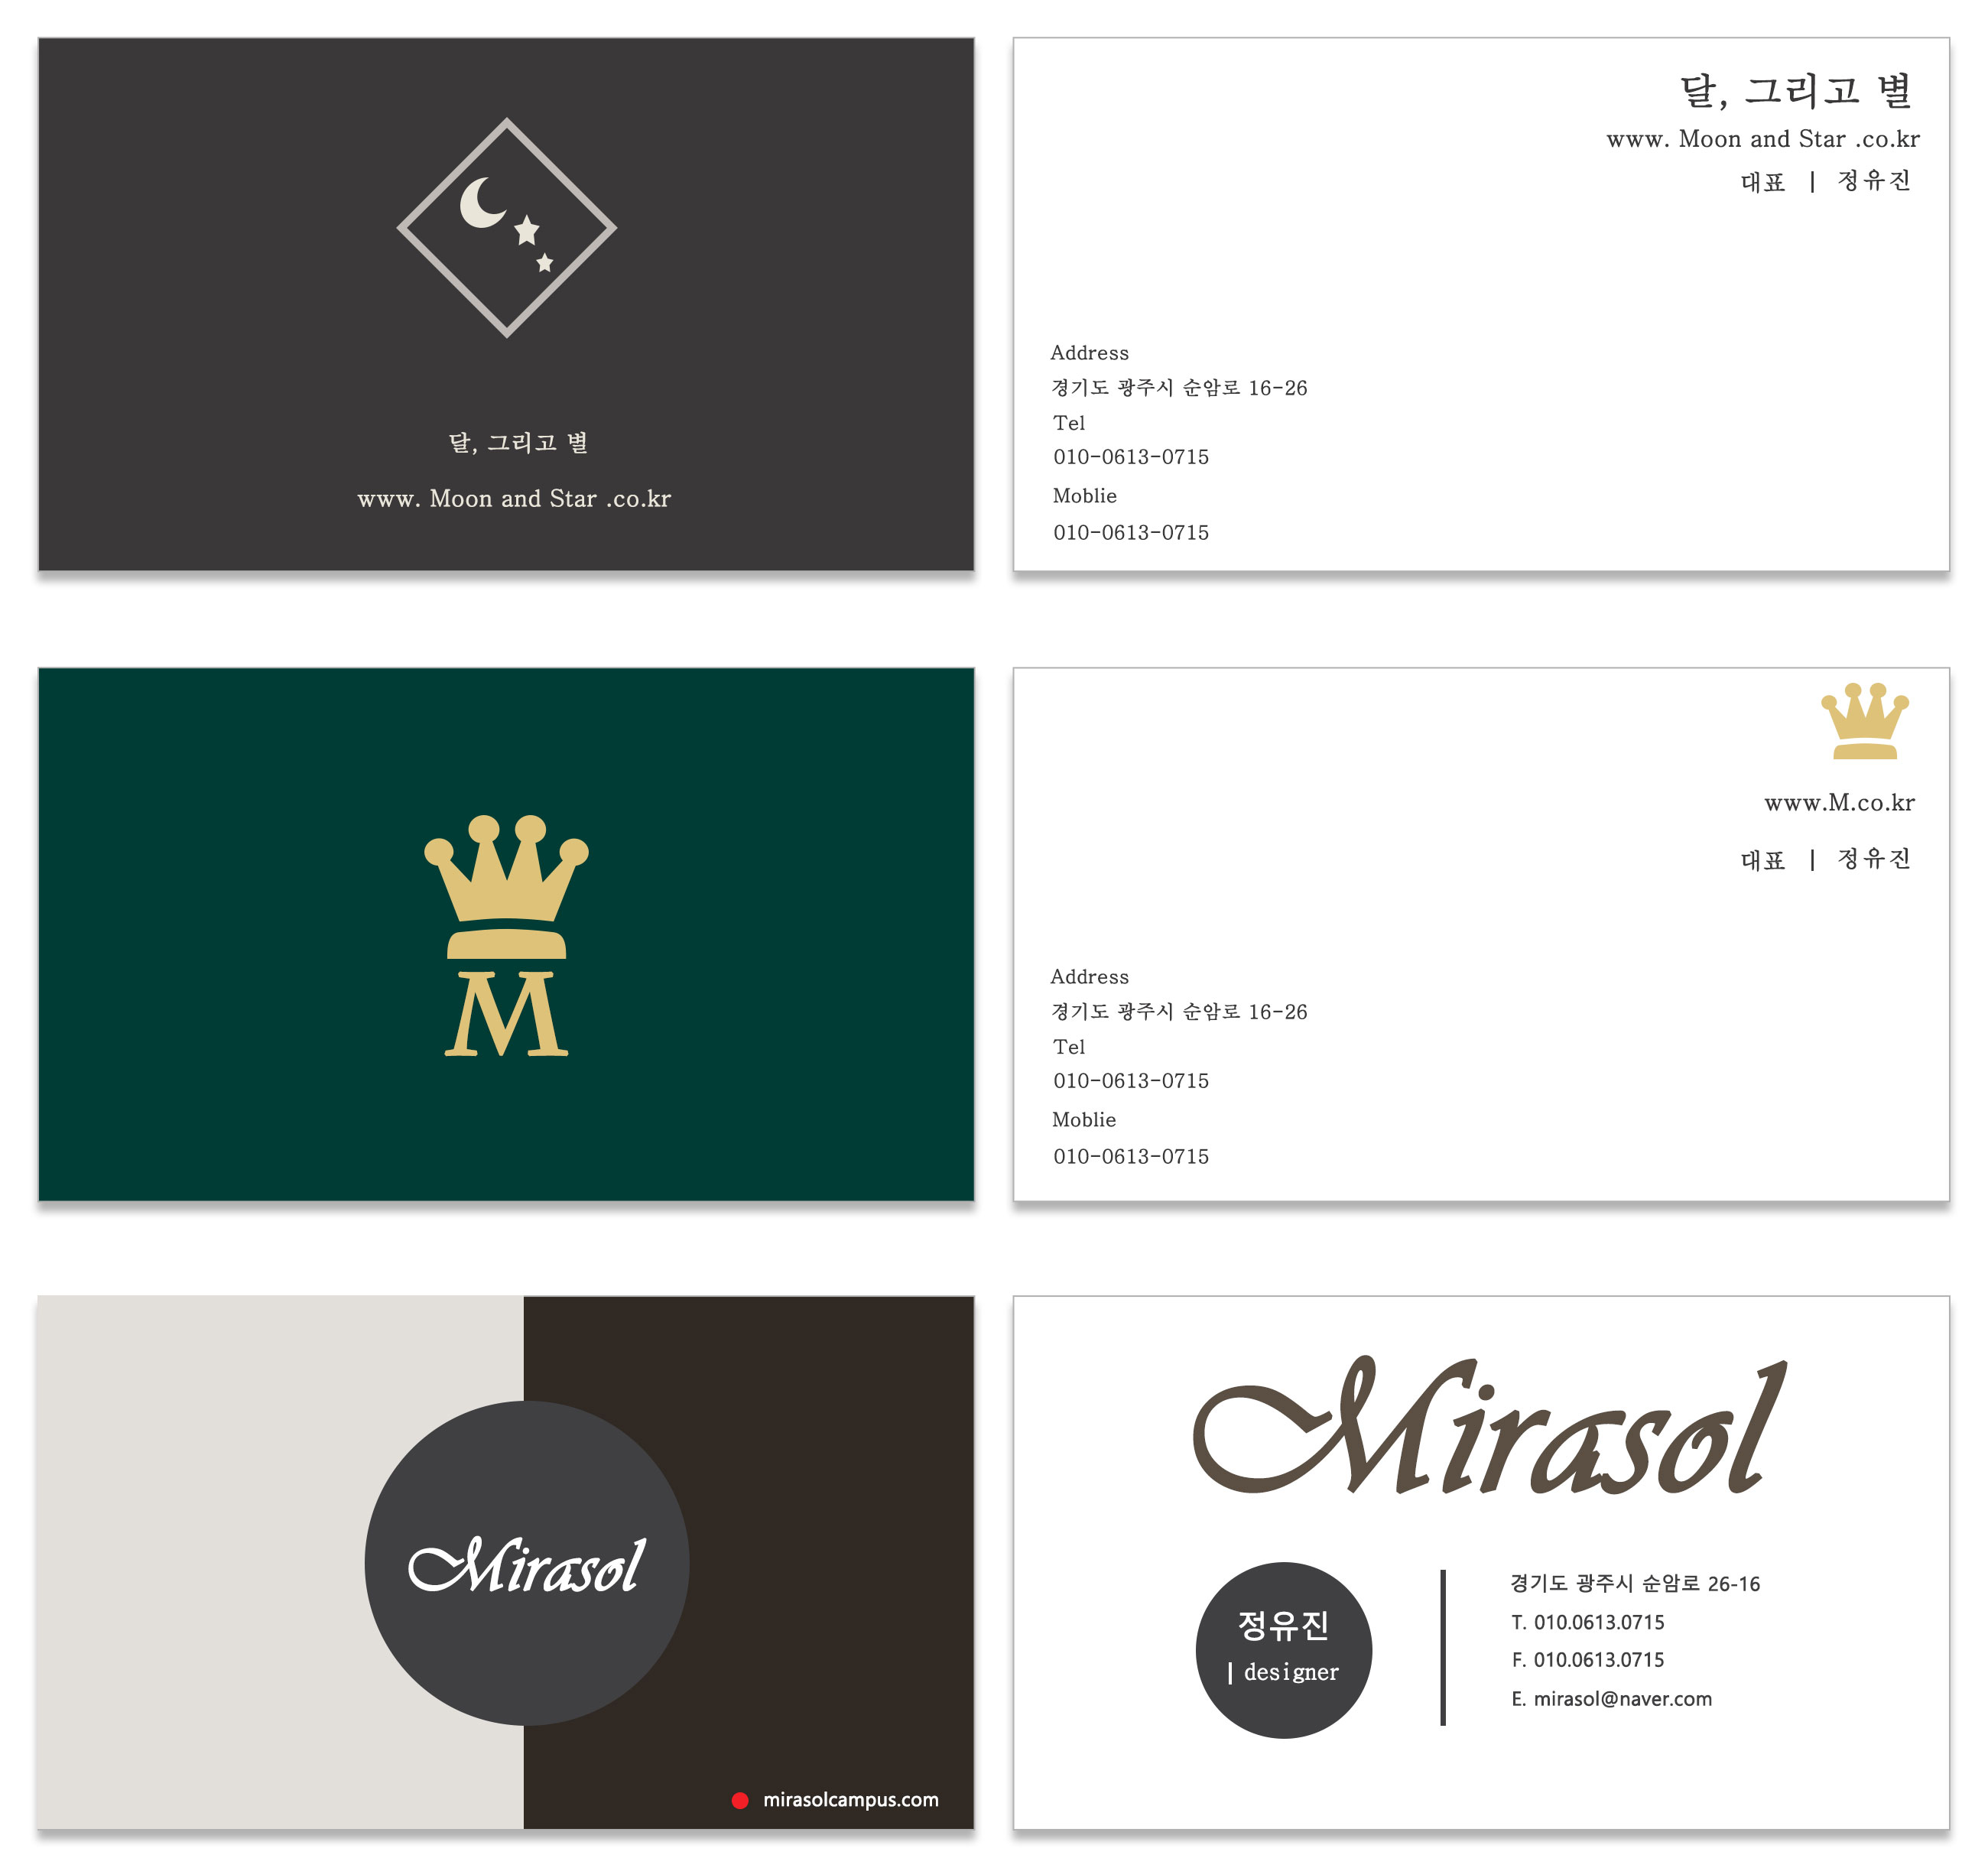 달, 그리고 별
www. Moon and Star .co.kr
달, 그리고 별
www. Moon and Star .co.kr
대표 | 정유진
Address
경기도 광주시 순암로 16-26
Tel
010-0613-0715
Moblie
010-0613-0715
M
www.M.co.kr
대표 | 정유진
Address
경기도 광주시 순암로 16-26
Tel
010-0613-0715
Moblie
010-0613-0715
Mirasol
mirasolcampus.com
Mirasol
정유진
| designer
경기도 광주시 순암로 26-16
T. 010.0613.0715
F. 010.0613.0715
E. mirasol@naver.com